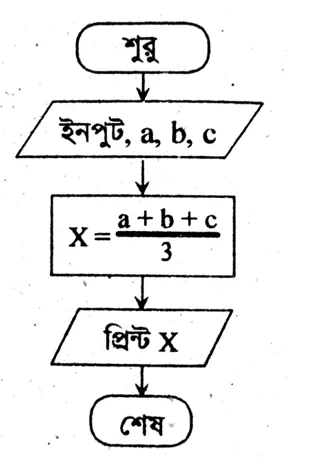 শুরু
ইনপুট, a, b, c
X = (a + b + c) / 3
প্রিন্ট X
শেষ